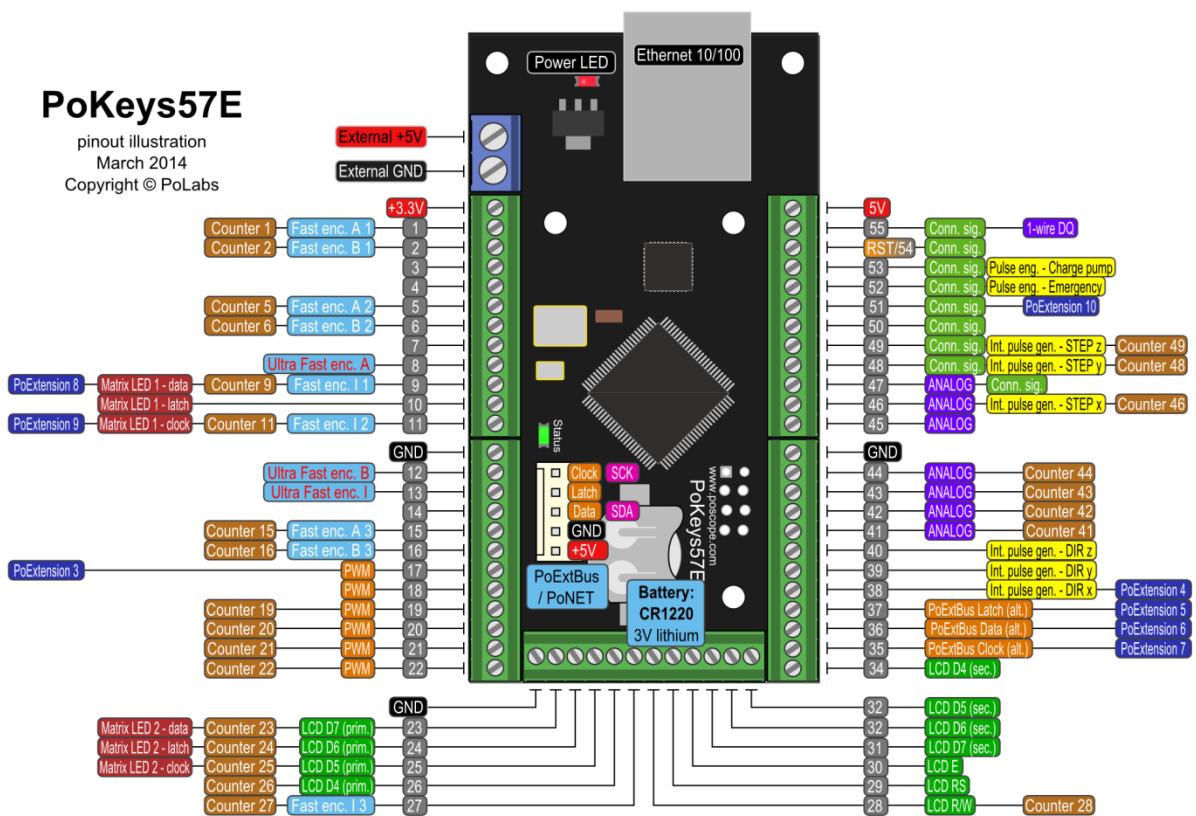 PoKeys57E
pinout illustration
March 2014
Copyright © PoLabs
Power LED
Ethernet 10/100
External +5V
External GND
+3.3V
Counter 1 Fast enc. A 1 1
Counter 2 Fast enc. B 1 2
3
4
Counter 5 Fast enc. A 2 5
Counter 6 Fast enc. B 2 6
7
Ultra Fast enc. A 8
PoExtension 8 Matrix LED 1 - data Counter 9 Fast enc. I 1 9
Matrix LED 1 - latch 10
PoExtension 9 Matrix LED 1 - clock Counter 11 Fast enc. I 2 11
GND
Ultra Fast enc. B 12
Ultra Fast enc. I 13
14
Counter 15 Fast enc. A 3 15
Counter 16 Fast enc. B 3 16
PoExtension 3 PWM 17
PWM 18
Counter 19 PWM 19
Counter 20 PWM 20
Counter 21 PWM 21
Counter 22 PWM 22
GND
Matrix LED 2 - data Counter 23 LCD D7 (prim.) 23
Matrix LED 2 - latch Counter 24 LCD D6 (prim.) 24
Matrix LED 2 - clock Counter 25 LCD D5 (prim.) 25
Counter 26 LCD D4 (prim.) 26
Counter 27 Fast enc. I 3 27
Status
Clock SCK
Latch
Data SDA
GND
+5V
PoExtBus
/ PoNET
Battery:
CR1220
3V lithium
www.poscope.com
PoKeys57E
5V
55 Conn. sig. 1-wire DQ
RST/54 Conn. sig.
53 Conn. sig. Pulse eng. - Charge pump
52 Conn. sig. Pulse eng. - Emergency
51 Conn. sig. PoExtension 10
50 Conn. sig.
49 Conn. sig. Int. pulse gen. - STEP z Counter 49
48 Conn. sig. Int. pulse gen. - STEP y Counter 48
47 ANALOG Conn. sig.
46 ANALOG Int. pulse gen. - STEP x Counter 46
45 ANALOG
GND
44 ANALOG Counter 44
43 ANALOG Counter 43
42 ANALOG Counter 42
41 ANALOG Counter 41
40 Int. pulse gen. - DIR z
39 Int. pulse gen. - DIR y
38 Int. pulse gen. - DIR x PoExtension 4
37 PoExtBus Latch (alt.) PoExtension 5
36 PoExtBus Data (alt.) PoExtension 6
35 PoExtBus Clock (alt.) PoExtension 7
34 LCD D4 (sec.)
32 LCD D5 (sec.)
32 LCD D6 (sec.)
31 LCD D7 (sec.)
30 LCD E
29 LCD RS
28 LCD R/W Counter 28